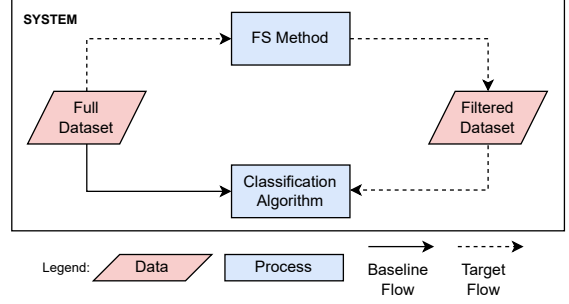 SYSTEM
FS Method
Full
Dataset
Filtered
Dataset
Classification
Algorithm
Legend:
Data
Process
Baseline
Flow
Target
Flow